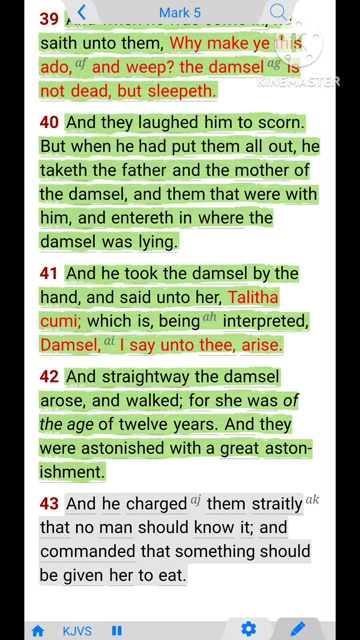 Mark 5
39
saith unto them, Why make ye this
ado, af and weep? the damsel ag is
not dead, but sleepeth.
KINEMASTER
40 And they laughed him to scorn.
But when he had put them all out, he
taketh the father and the mother of
the damsel, and them that were with
him, and entereth in where the
damsel was lying.
41 And he took the damsel by the
hand, and said unto her, Talitha
cumi; which is, being ah interpreted,
Damsel, ai I say unto thee, arise.
42 And straightway the damsel
arose, and walked; for she was of
the age of twelve years. And they
were astonished with a great aston-
ishment.
43 And he charged aj them straitly ak
that no man should know it; and
commanded that something should
be given her to eat.
KJVS